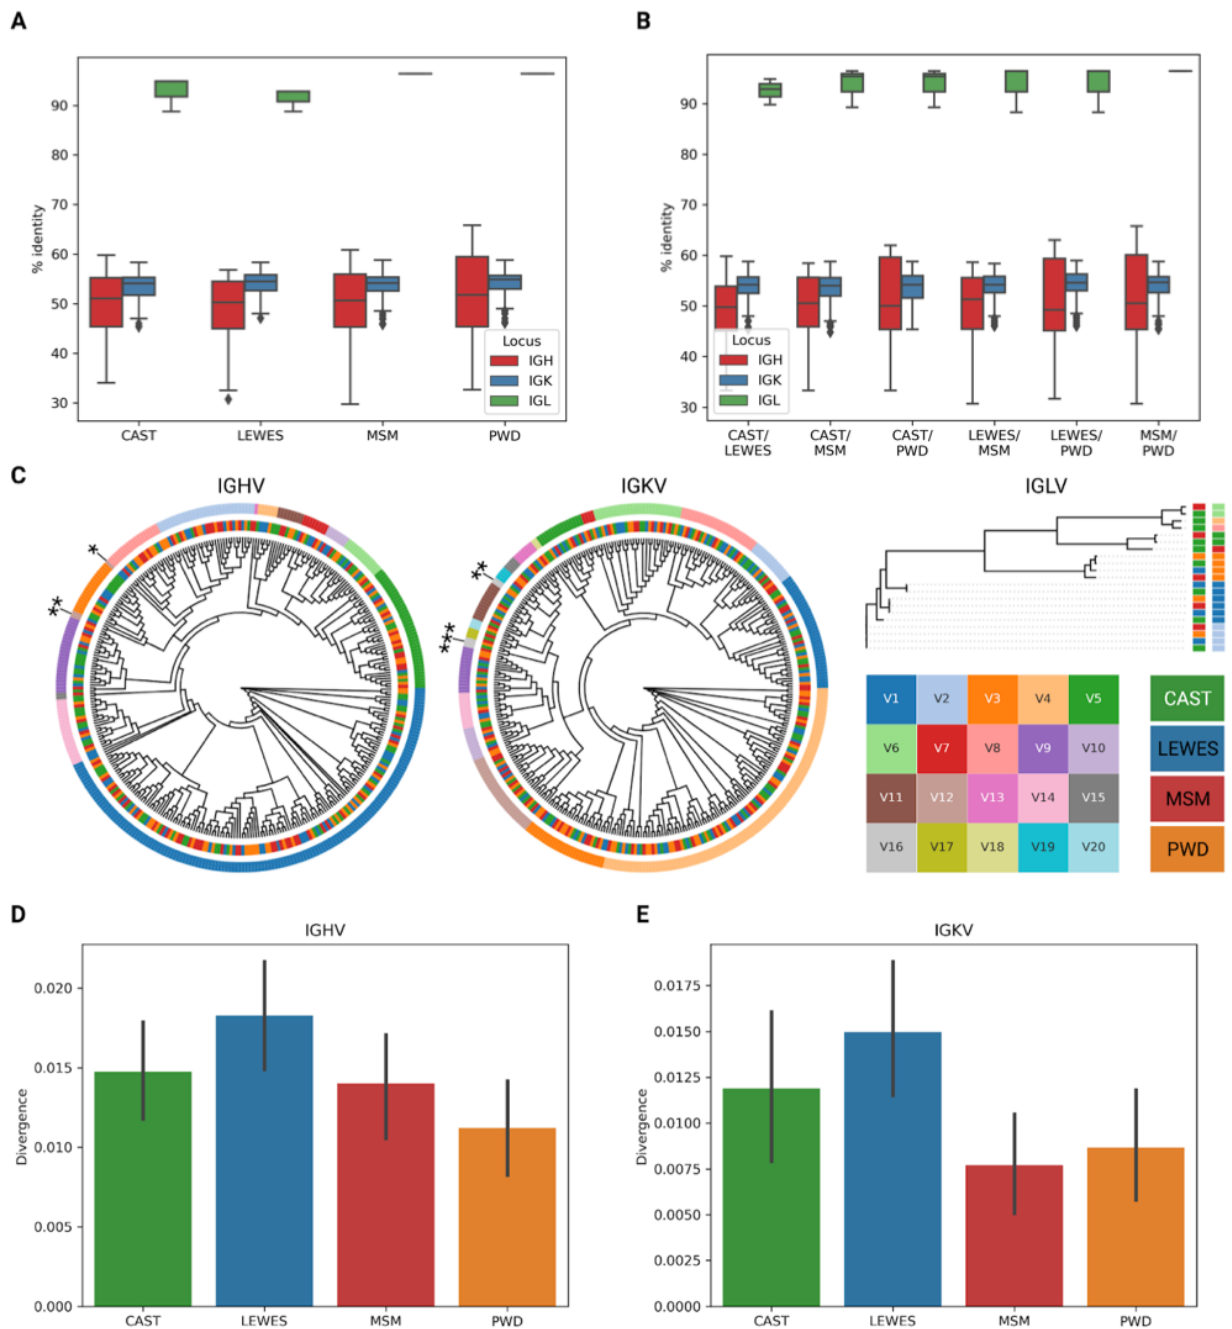 A
B
% identity
90
80
70
60
50
40
30
Locus
IGH
IGK
IGL
CAST
LEWES
MSM
PWD
% identity
90
80
70
60
50
40
30
Locus
IGH
IGK
IGL
CAST/
LEWES
CAST/
MSM
CAST/
PWD
LEWES/
MSM
LEWES/
PWD
MSM/
PWD
C
IGHV
IGKV
IGLV
*
**
**
***
V1 V2 V3 V4 V5
V6 V7 V8 V9 V10
V11 V12 V13 V14 V15
V16 V17 V18 V19 V20
CAST
LEWES
MSM
PWD
D
IGHV
Divergence
0.020
0.015
0.010
0.005
0.000
CAST
LEWES
MSM
PWD
E
IGKV
Divergence
0.0175
0.0150
0.0125
0.0100
0.0075
0.0050
0.0025
0.0000
CAST
LEWES
MSM
PWD